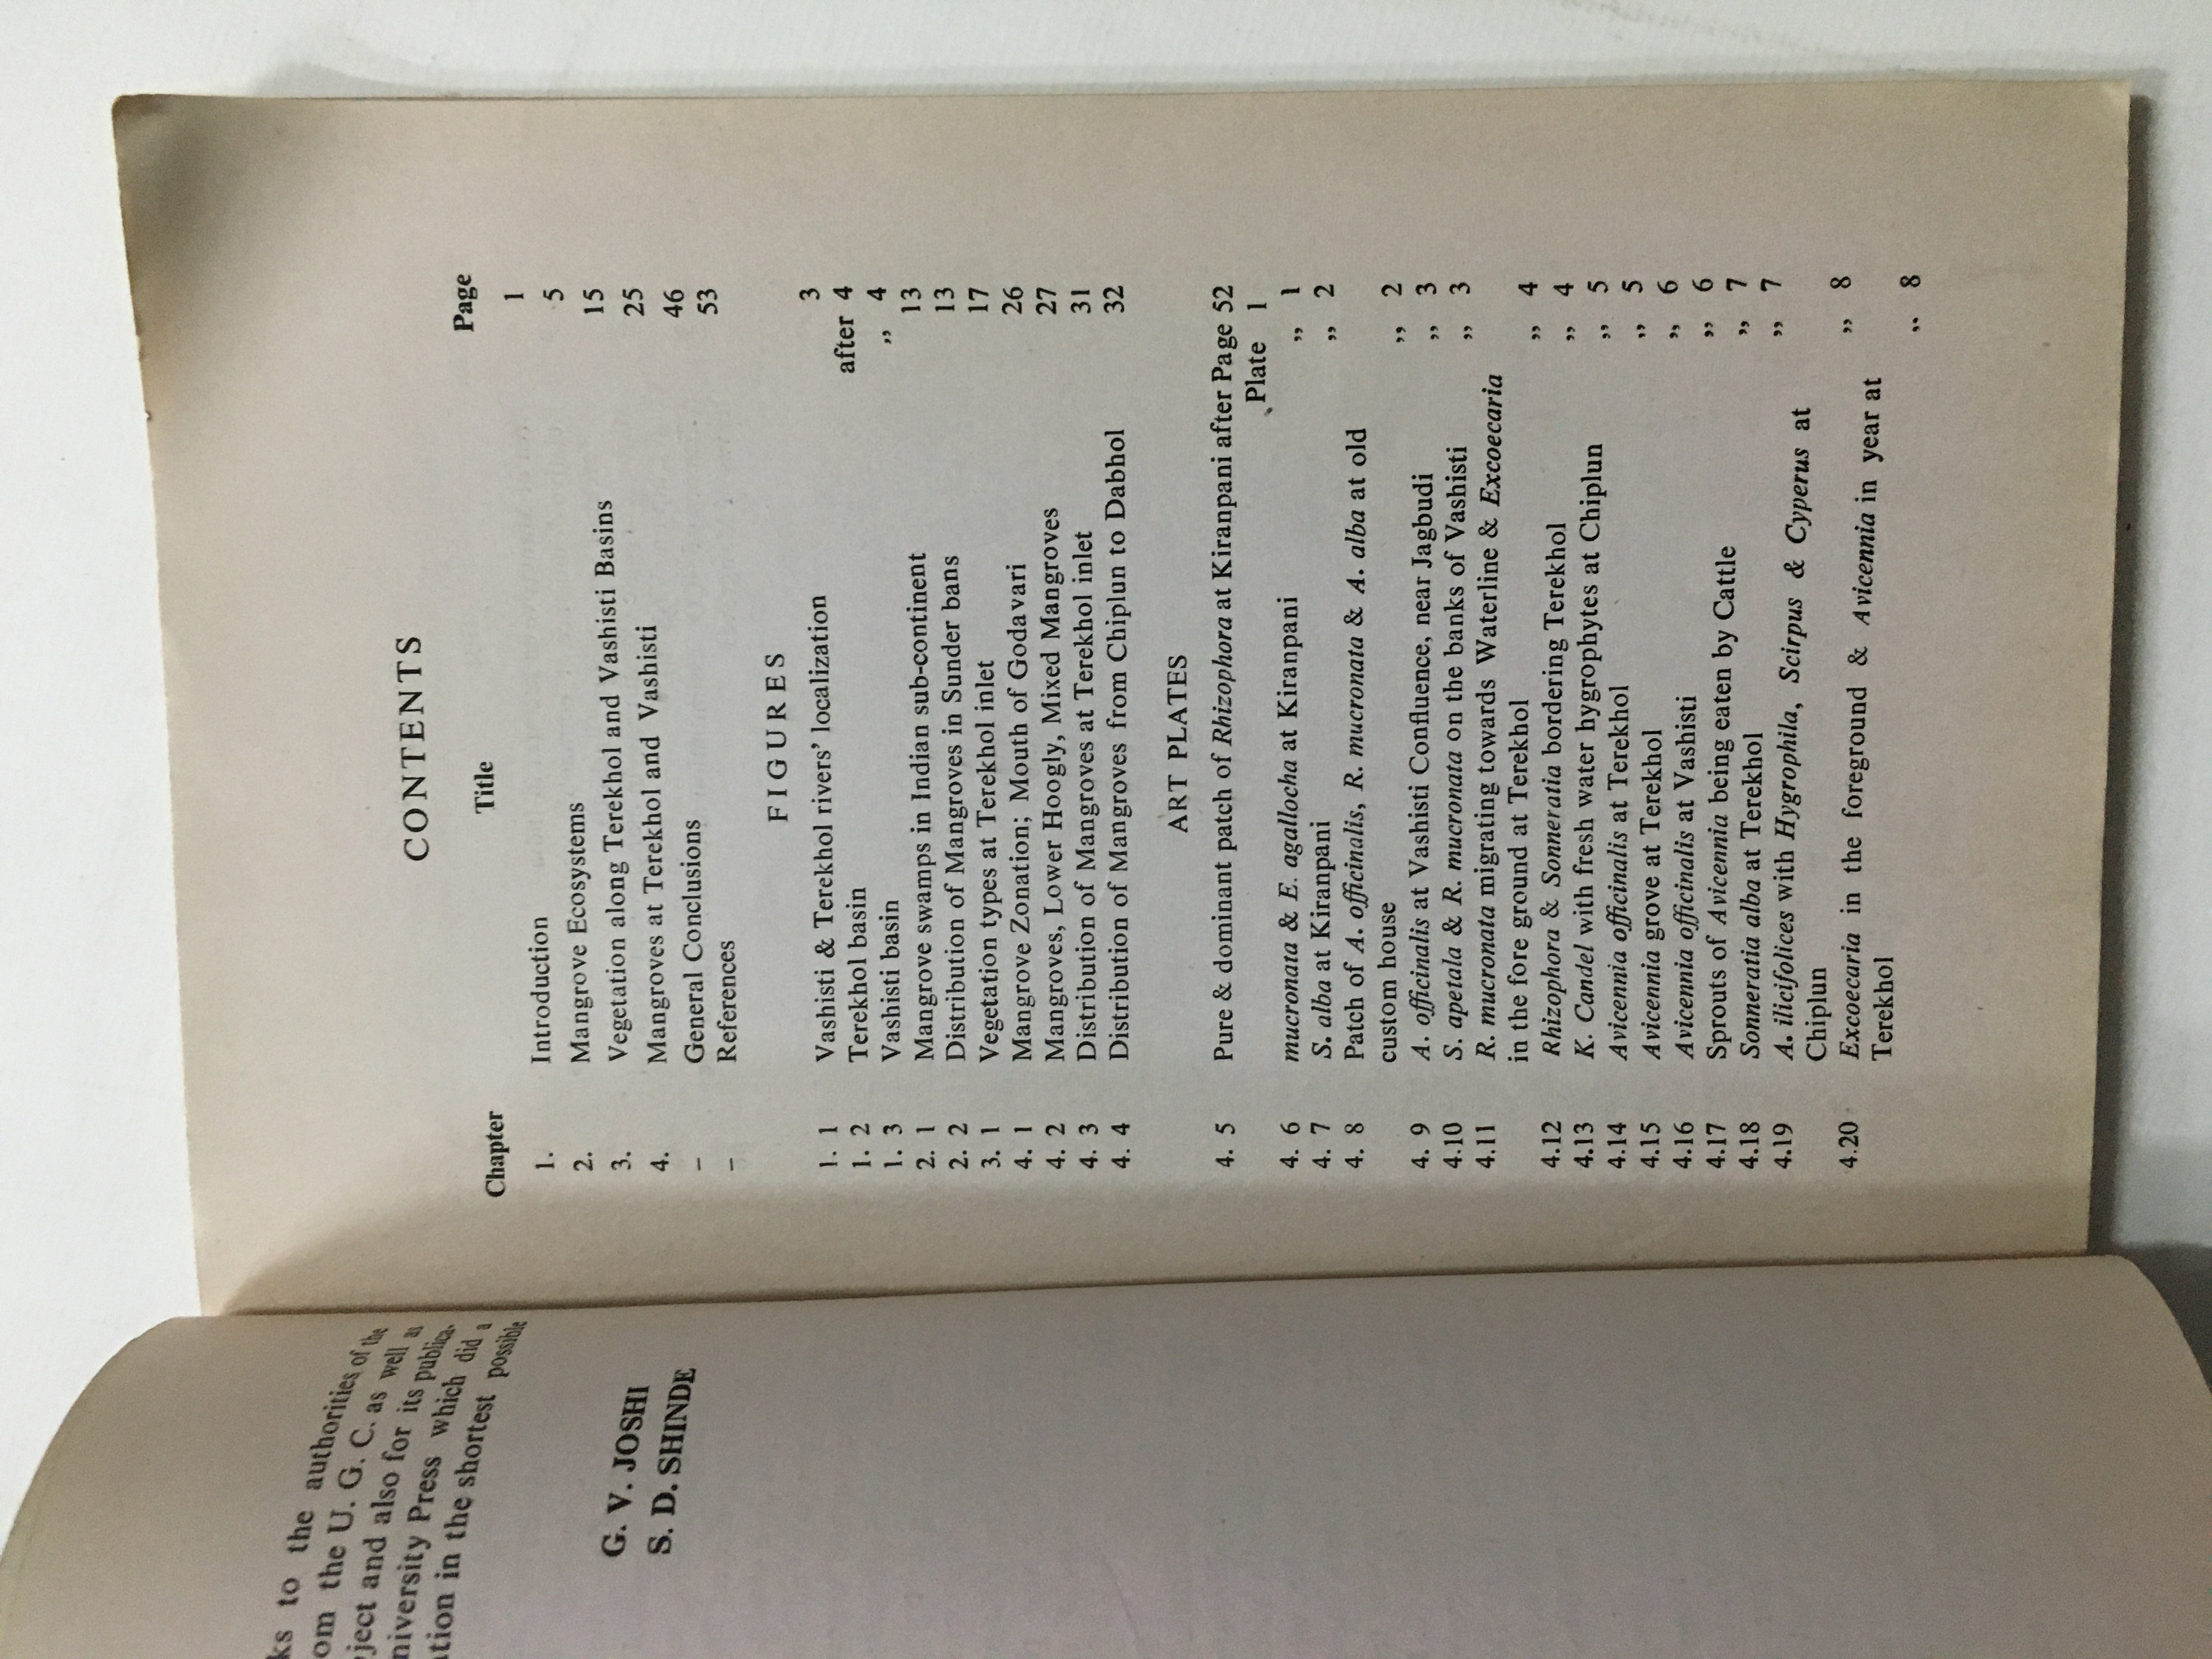 ks to the authorities of the
om the U. G. C. as well as
ject and also for its publica-
niversity Press which did a
tion in the shortest possible
G. V. JOSHI
S. D. SHINDE
CONTENTS
Chapter Title Page
1. Introduction 1
2. Mangrove Ecosystems 5
3. Vegetation along Terekhol and Vashisti Basins 15
4. Mangroves at Terekhol and Vashisti 25
– General Conclusions 46
– References 53
FIGURES
1. 1 Vashisti & Terekhol rivers' localization 3
1. 2 Terekhol basin after 4
1. 3 Vashisti basin ,, 4
2. 1 Mangrove swamps in Indian sub-continent 13
2. 2 Distribution of Mangroves in Sunder bans 13
3. 1 Vegetation types at Terekhol inlet 17
4. 1 Mangrove Zonation; Mouth of Godavari 26
4. 2 Mangroves, Lower Hoogly, Mixed Mangroves 27
4. 3 Distribution of Mangroves at Terekhol inlet 31
4. 4 Distribution of Mangroves from Chiplun to Dabhol 32
ART PLATES
4. 5 Pure & dominant patch of Rhizophora at Kiranpani after Page 52
Plate 1
4. 6 mucronata & E. agallocha at Kiranpani ,, 1
4. 7 S. alba at Kiranpani ,, 2
4. 8 Patch of A. officinalis, R. mucronata & A. alba at old
custom house ,, 2
4. 9 A. officinalis at Vashisti Confluence, near Jagbudi ,, 3
4.10 S. apetala & R. mucronata on the banks of Vashisti ,, 3
4.11 R. mucronata migrating towards Waterline & Excoecaria
in the fore ground at Terekhol ,, 4
4.12 Rhizophora & Sonneratia bordering Terekhol ,, 4
4.13 K. Candel with fresh water hygrophytes at Chiplun ,, 5
4.14 Avicennia officinalis at Terekhol ,, 5
4.15 Avicennia grove at Terekhol ,, 6
4.16 Avicennia officinalis at Vashisti ,, 6
4.17 Sprouts of Avicennia being eaten by Cattle ,, 7
4.18 Sonneratia alba at Terekhol ,, 7
4.19 A. ilicifolices with Hygrophila, Scirpus & Cyperus at
Chiplun ,, 8
4.20 Excoecaria in the foreground & Avicennia in year at
Terekhol ,, 8